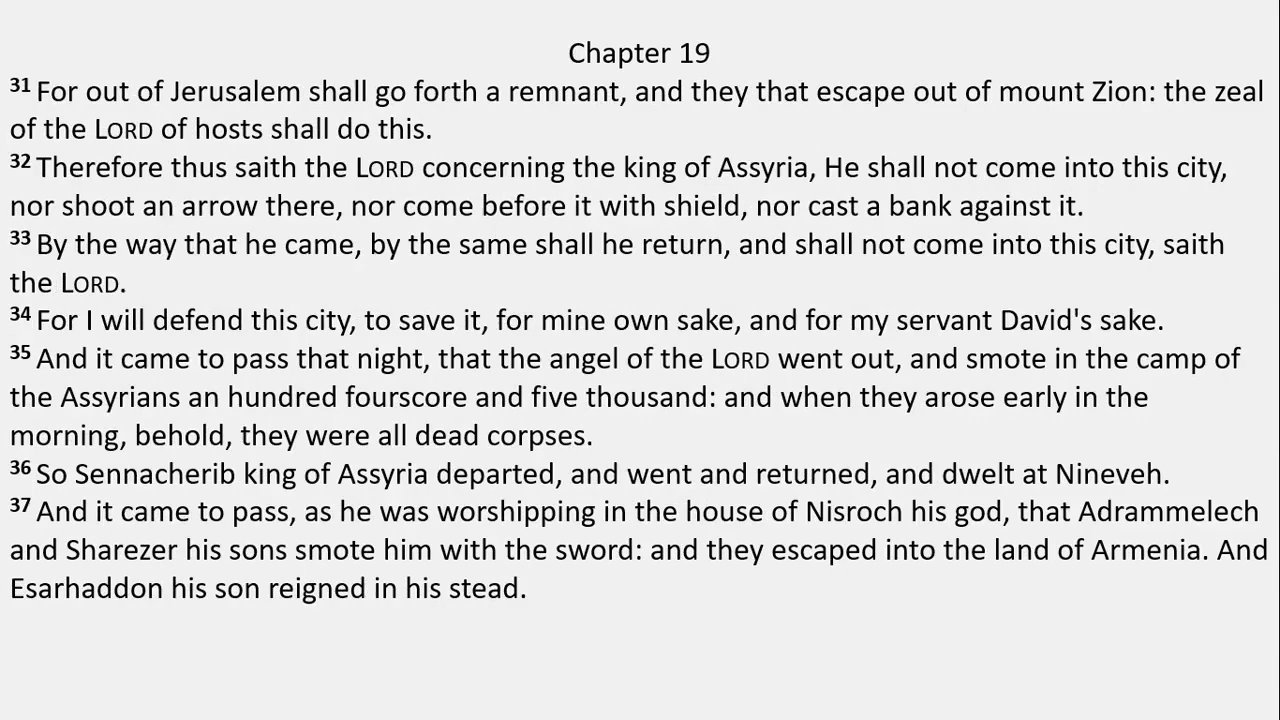 Chapter 19
31 For out of Jerusalem shall go forth a remnant, and they that escape out of mount Zion: the zeal
of the LORD of hosts shall do this.
32 Therefore thus saith the LORD concerning the king of Assyria, He shall not come into this city,
nor shoot an arrow there, nor come before it with shield, nor cast a bank against it.
33 By the way that he came, by the same shall he return, and shall not come into this city, saith
the LORD.
34 For I will defend this city, to save it, for mine own sake, and for my servant David's sake.
35 And it came to pass that night, that the angel of the LORD went out, and smote in the camp of
the Assyrians an hundred fourscore and five thousand: and when they arose early in the
morning, behold, they were all dead corpses.
36 So Sennacherib king of Assyria departed, and went and returned, and dwelt at Nineveh.
37 And it came to pass, as he was worshipping in the house of Nisroch his god, that Adrammelech
and Sharezer his sons smote him with the sword: and they escaped into the land of Armenia. And
Esarhaddon his son reigned in his stead.